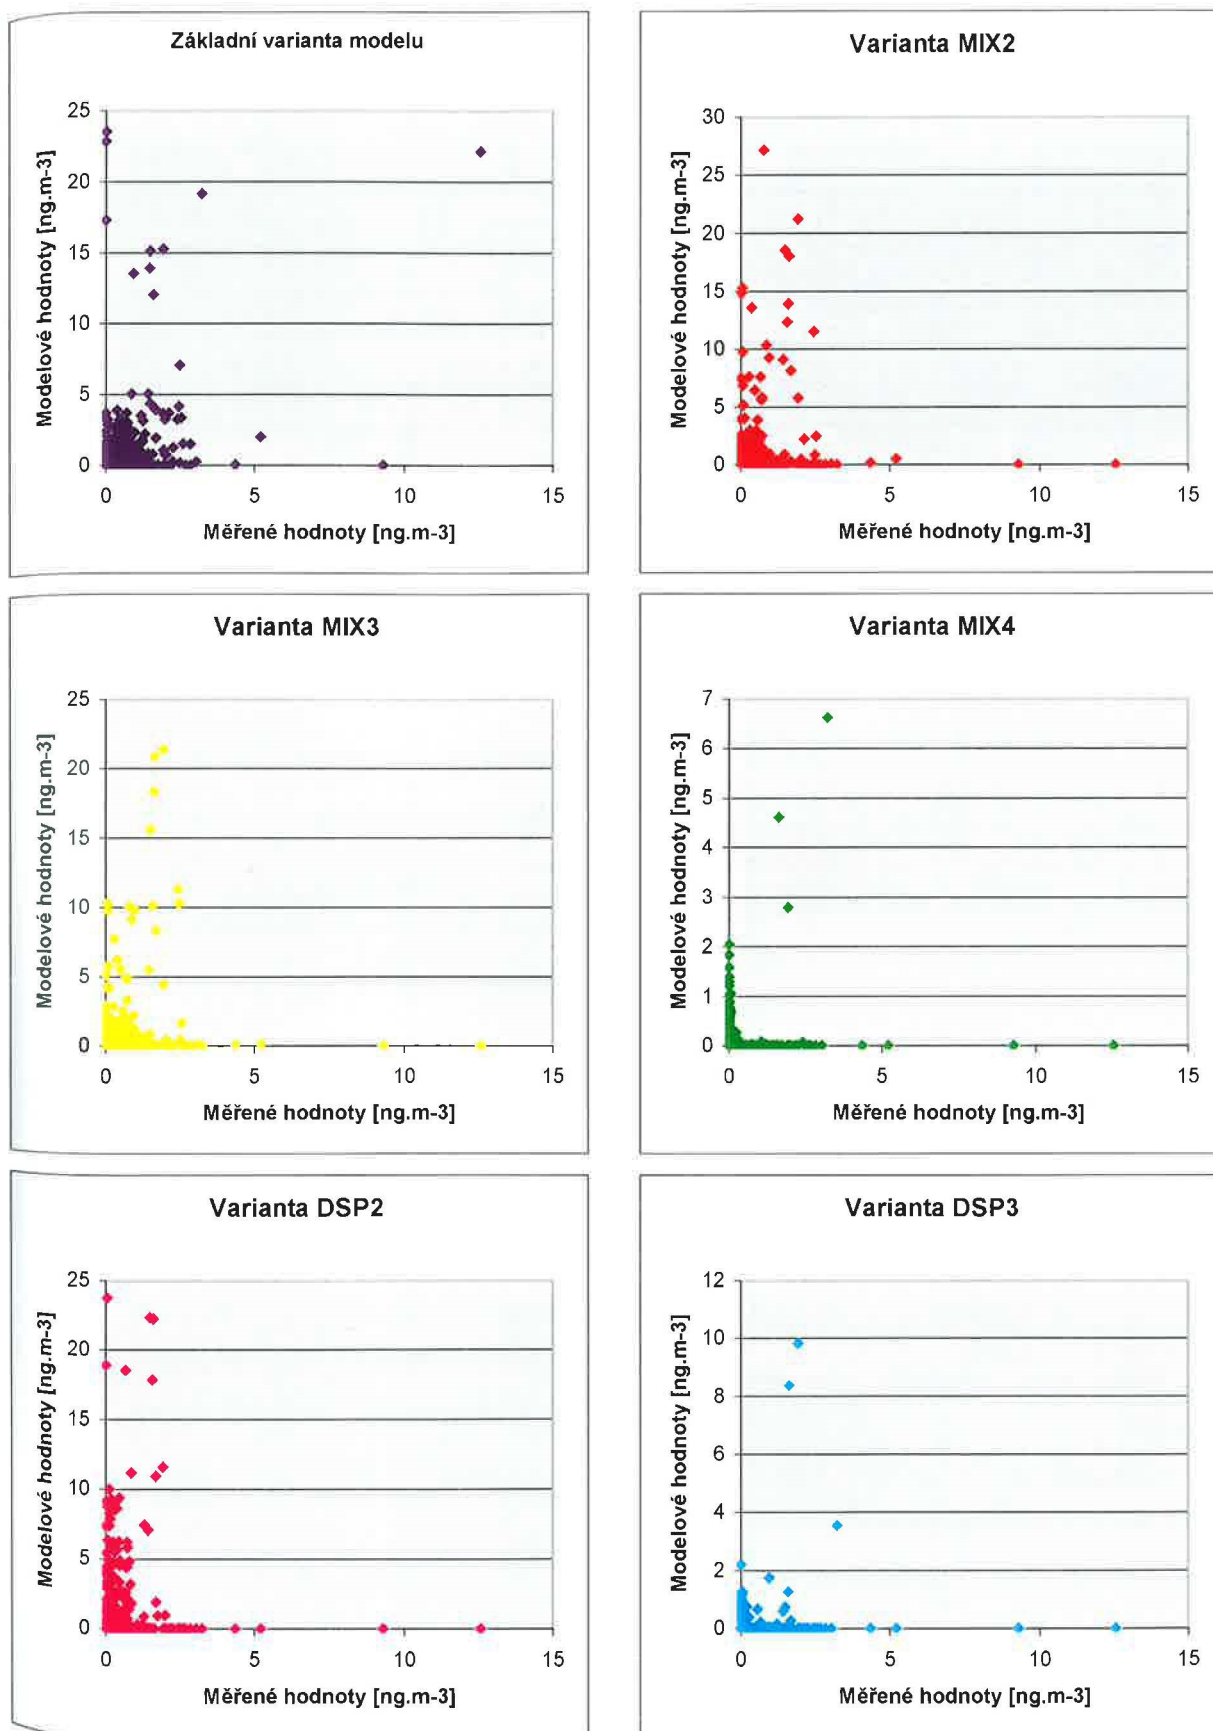 Základní varianta modelu
25
20
15
10
5
0
0 5 10 15
Modelové hodnoty [ng.m-3]
Měřené hodnoty [ng.m-3]
Varianta MIX2
30
25
20
15
10
5
0
0 5 10 15
Modelové hodnoty [ng.m-3]
Měřené hodnoty [ng.m-3]
Varianta MIX3
25
20
15
10
5
0
0 5 10 15
Modelové hodnoty [ng.m-3]
Měřené hodnoty [ng.m-3]
Varianta MIX4
7
6
5
4
3
2
1
0
0 5 10 15
Modelové hodnoty [ng.m-3]
Měřené hodnoty [ng.m-3]
Varianta DSP2
25
20
15
10
5
0
0 5 10 15
Modelové hodnoty [ng.m-3]
Měřené hodnoty [ng.m-3]
Varianta DSP3
12
10
8
6
4
2
0
0 5 10 15
Modelové hodnoty [ng.m-3]
Měřené hodnoty [ng.m-3]